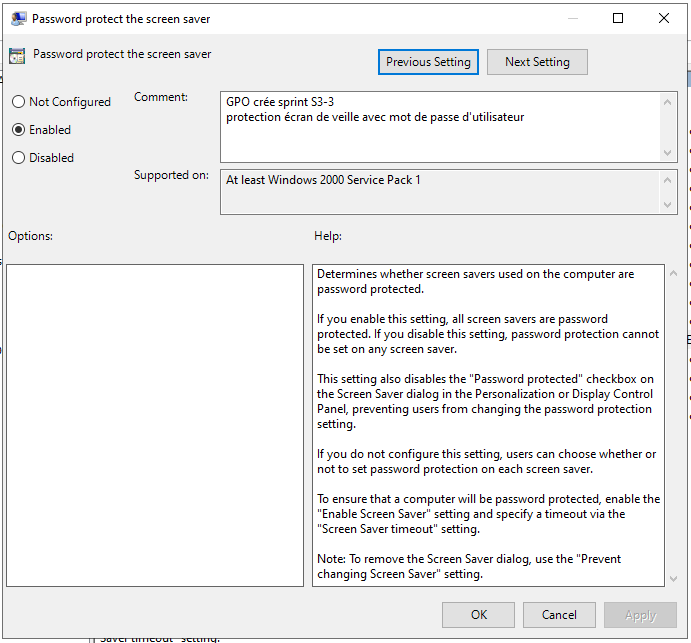 Password protect the screen saver
Password protect the screen saver
Previous Setting
Next Setting
Not Configured
Enabled
Disabled
Comment:
GPO crée sprint S3-3
protection écran de veille avec mot de passe d'utilisateur
Supported on:
At least Windows 2000 Service Pack 1
Options:
Help:
Determines whether screen savers used on the computer are
password protected.
If you enable this setting, all screen savers are password
protected. If you disable this setting, password protection cannot
be set on any screen saver.
This setting also disables the "Password protected" checkbox on
the Screen Saver dialog in the Personalization or Display Control
Panel, preventing users from changing the password protection
setting.
If you do not configure this setting, users can choose whether or
not to set password protection on each screen saver.
To ensure that a computer will be password protected, enable the
"Enable Screen Saver" setting and specify a timeout via the
"Screen Saver timeout" setting.
Note: To remove the Screen Saver dialog, use the "Prevent
changing Screen Saver" setting.
OK
Cancel
Apply
Saver timeout" setting.